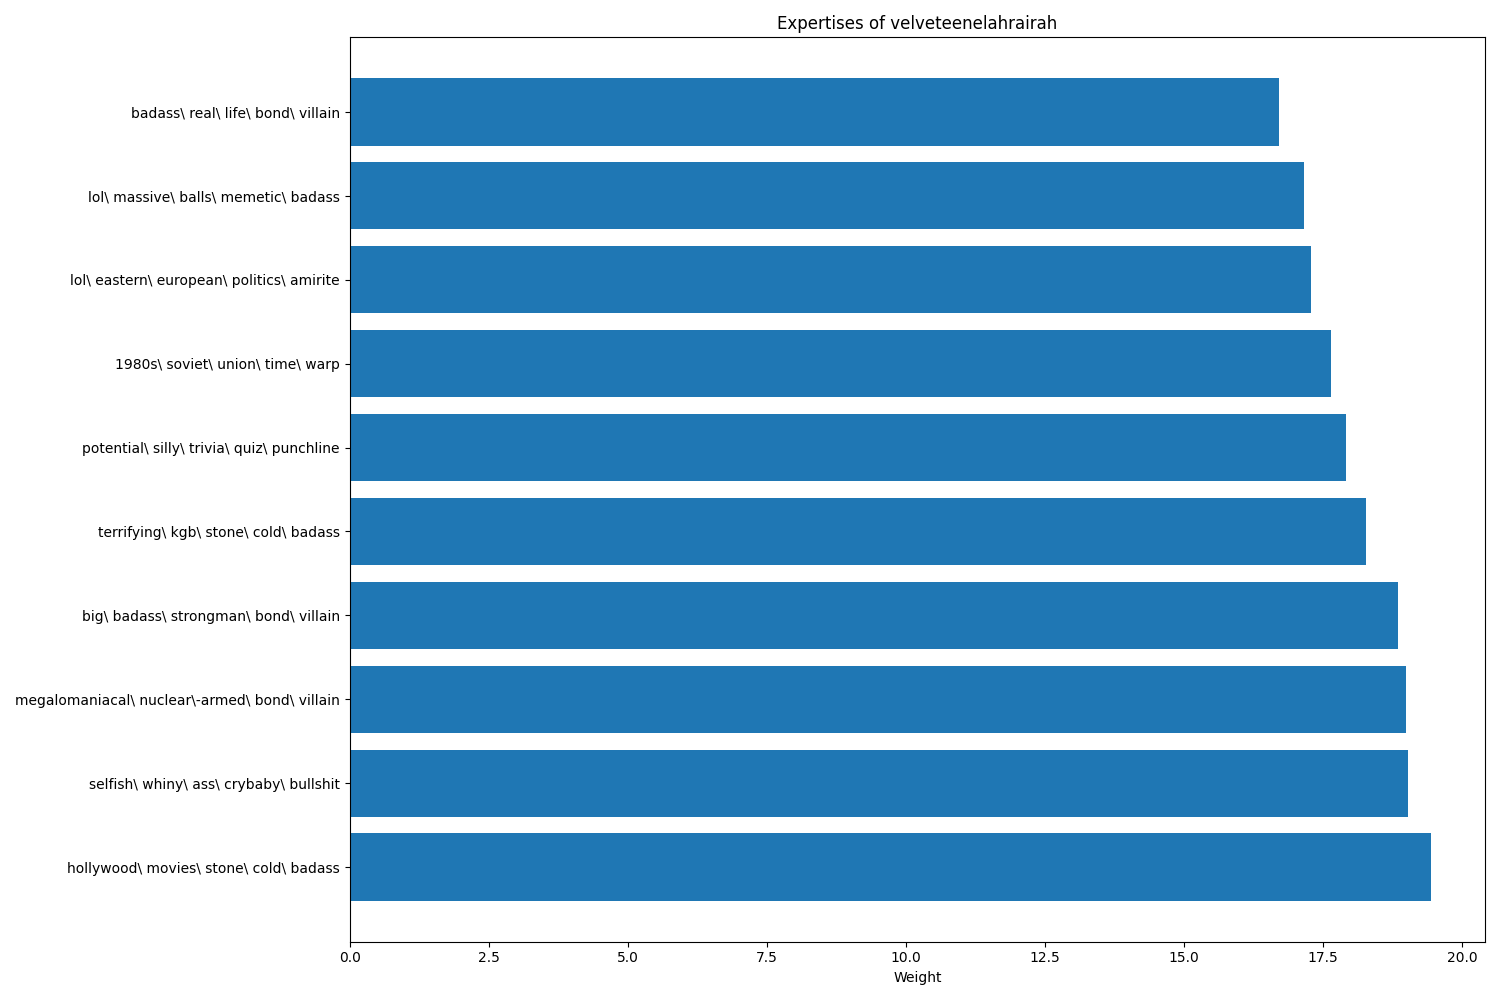 Expertises of velveteenelahrairah
badass\ real\ life\ bond\ villain
lol\ massive\ balls\ memetic\ badass
lol\ eastern\ european\ politics\ amirite
1980s\ soviet\ union\ time\ warp
potential\ silly\ trivia\ quiz\ punchline
terrifying\ kgb\ stone\ cold\ badass
big\ badass\ strongman\ bond\ villain
megalomaniacal\ nuclear\-armed\ bond\ villain
selfish\ whiny\ ass\ crybaby\ bullshit
hollywood\ movies\ stone\ cold\ badass
0.0 2.5 5.0 7.5 10.0 12.5 15.0 17.5 20.0
Weight